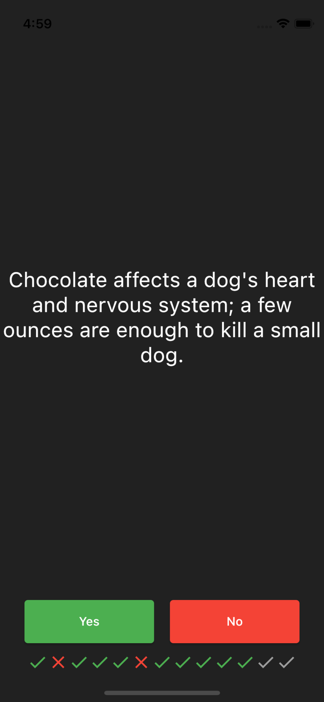 4:59
Chocolate affects a dog's heart
and nervous system; a few
ounces are enough to kill a small
dog.
Yes
No